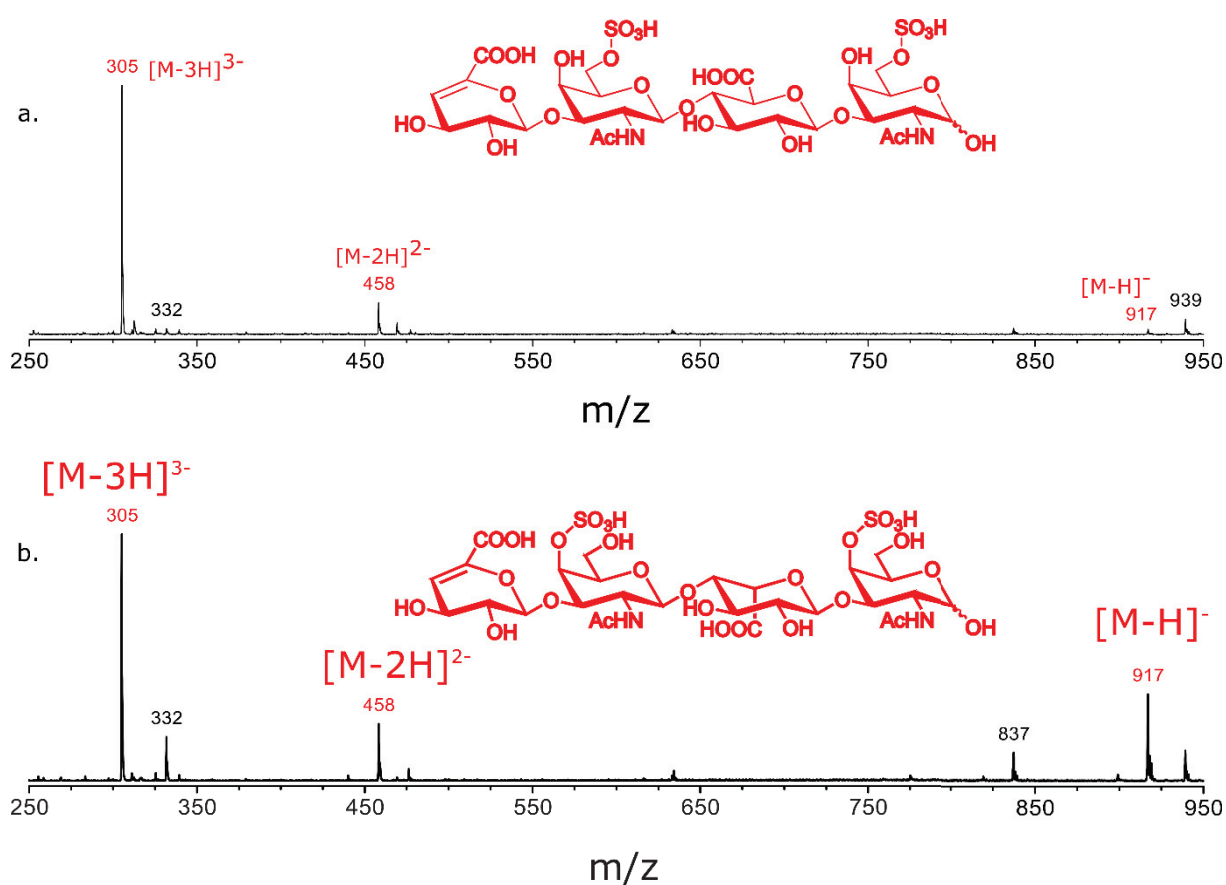 a.
305 [M-3H]3-
COOH OH O SO3H HOOC OH O SO3H
HO O OH O AcHN O HO O OH O AcHN O OH
[M-2H]2-
458
332
[M-H]-
917
939
250 350 450 550 650 750 850 950
m/z
b.
[M-3H]3-
305
COOH O SO3H OH O SO3H OH
HO O OH O AcHN O HO O HOOC OH O AcHN O OH
332
[M-2H]2-
458
837
[M-H]-
917
250 350 450 550 650 750 850 950
m/z